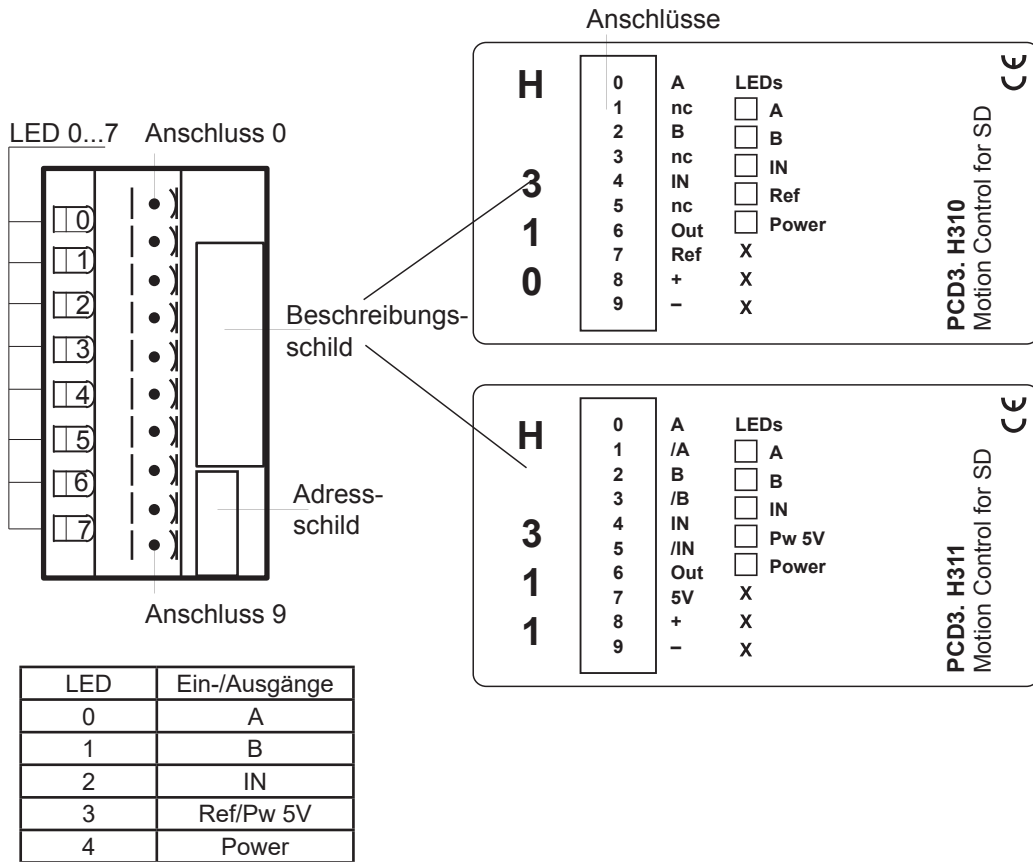 Anschlüsse
LED 0...7 Anschluss 0
0
1
2
3
4
5
6
7
Beschreibungs-
schild
Adress-
schild
Anschluss 9
H
3
1
0
0 A LEDs
1 nc A
2 B B
3 nc IN
4 IN Ref
5 nc Power
6 Out X
7 Ref X
8 + X
9 –
PCD3. H310
Motion Control for SD
CE
H
3
1
1
0 A LEDs
1 /A A
2 B B
3 /B IN
4 IN Pw 5V
5 /IN Power
6 Out X
7 5V X
8 + X
9 –
PCD3. H311
Motion Control for SD
CE
LED Ein-/Ausgänge
0 A
1 B
2 IN
3 Ref/Pw 5V
4 Power